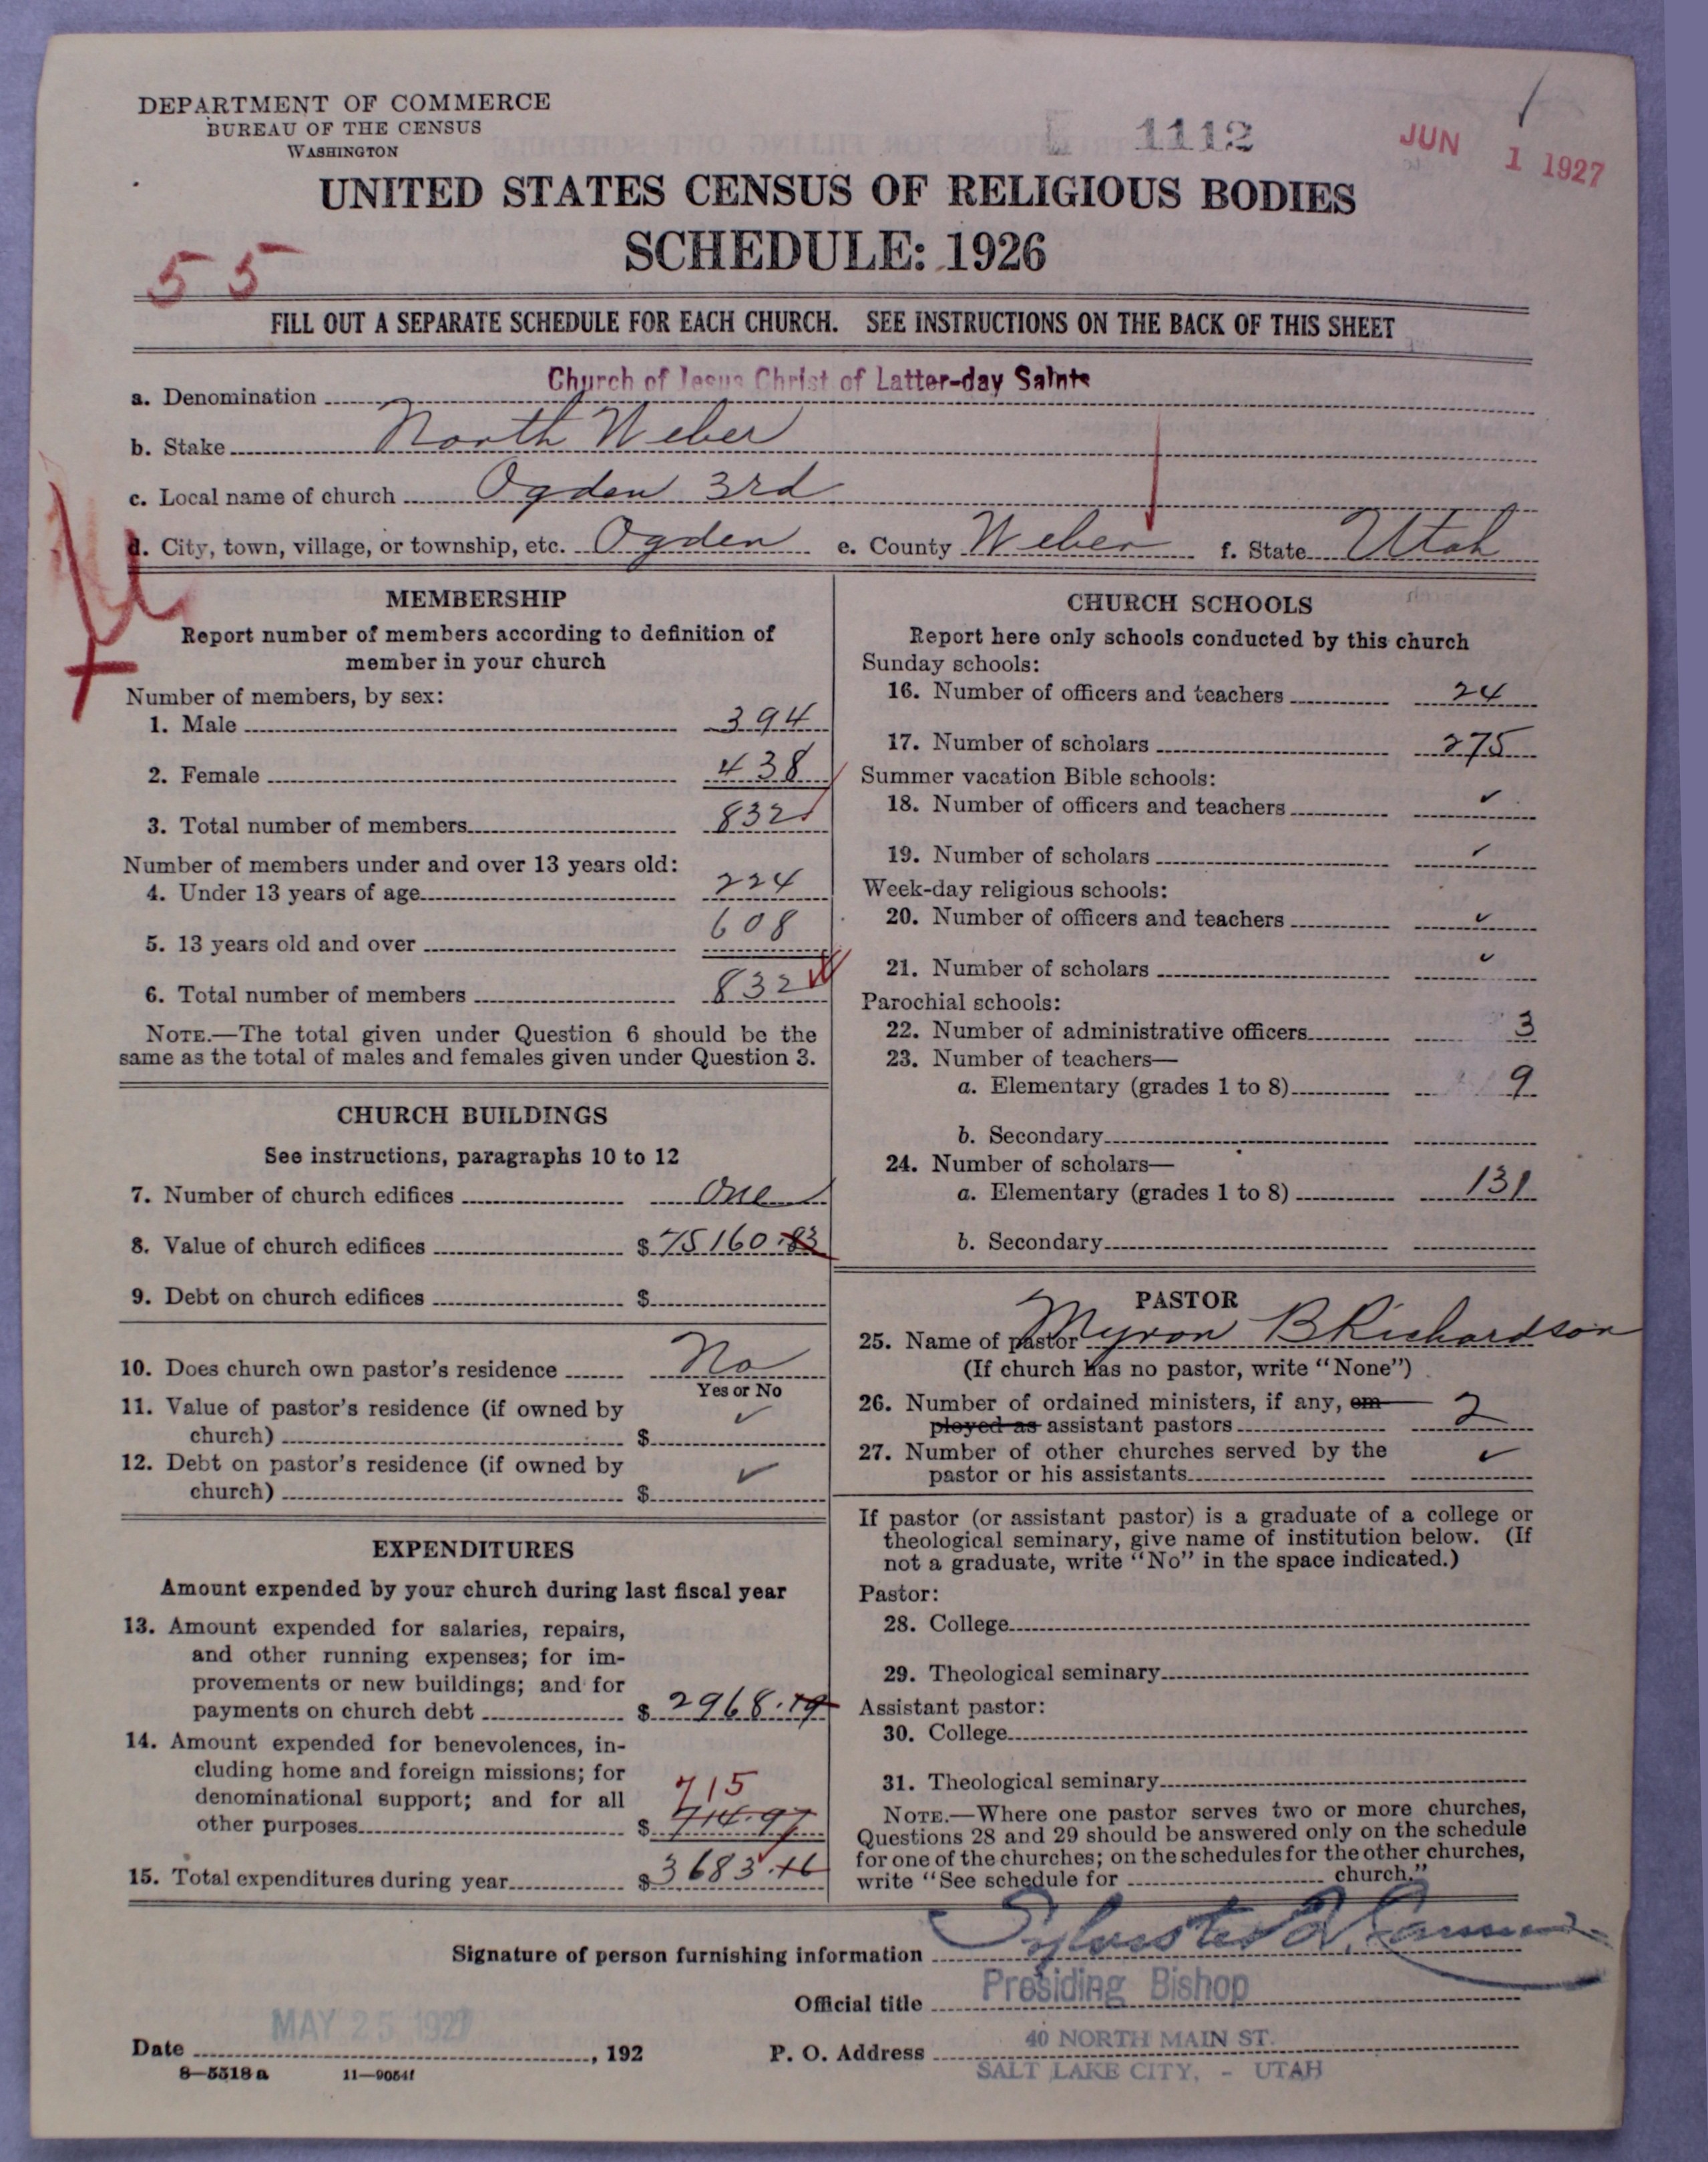 DEPARTMENT OF COMMERCE
BUREAU OF THE CENSUS
WASHINGTON
1112
JUN 1 1927
UNITED STATES CENSUS OF RELIGIOUS BODIES
SCHEDULE: 1926
55
FILL OUT A SEPARATE SCHEDULE FOR EACH CHURCH. SEE INSTRUCTIONS ON THE BACK OF THIS SHEET
a. Denomination Church of Jesus Christ of Latter-day Saints
b. Stake North Weber
c. Local name of church Ogden 3rd
d. City, town, village, or township, etc. Ogden e. County Weber f. State Utah
MEMBERSHIP
Report number of members according to definition of
member in your church
Number of members, by sex:
1. Male 394
2. Female 438
3. Total number of members 832
Number of members under and over 13 years old:
4. Under 13 years of age 224
5. 13 years old and over 608
6. Total number of members 832
NOTE.—The total given under Question 6 should be the
same as the total of males and females given under Question 3.
CHURCH BUILDINGS
See instructions, paragraphs 10 to 12
7. Number of church edifices One
8. Value of church edifices $ 75160.83
9. Debt on church edifices $
10. Does church own pastor's residence No
Yes or No
11. Value of pastor's residence (if owned by ✓
church) $
12. Debt on pastor's residence (if owned by ✓
church) $
EXPENDITURES
Amount expended by your church during last fiscal year
13. Amount expended for salaries, repairs,
and other running expenses; for im-
provements or new buildings; and for
payments on church debt $ 2968.19
14. Amount expended for benevolences, in-
cluding home and foreign missions; for
denominational support; and for all 715
other purposes $ 714.97
15. Total expenditures during year $ 3683.16
CHURCH SCHOOLS
Report here only schools conducted by this church
Sunday schools:
16. Number of officers and teachers 24
17. Number of scholars 275
Summer vacation Bible schools:
18. Number of officers and teachers ✓
19. Number of scholars ✓
Week-day religious schools:
20. Number of officers and teachers ✓
21. Number of scholars ✓
Parochial schools:
22. Number of administrative officers 3
23. Number of teachers—
a. Elementary (grades 1 to 8) 9
b. Secondary
24. Number of scholars—
a. Elementary (grades 1 to 8) 131
b. Secondary
PASTOR
25. Name of pastor Myron B Richardson
(If church has no pastor, write "None")
26. Number of ordained ministers, if any, em-
ployed as assistant pastors 2
27. Number of other churches served by the
pastor or his assistants ✓
If pastor (or assistant pastor) is a graduate of a college or
theological seminary, give name of institution below. (If
not a graduate, write "No" in the space indicated.)
Pastor:
28. College
29. Theological seminary
Assistant pastor:
30. College
31. Theological seminary
NOTE.—Where one pastor serves two or more churches,
Questions 28 and 29 should be answered only on the schedule
for one of the churches; on the schedules for the other churches,
write "See schedule for church."
Signature of person furnishing information Sylvester Q. Cannon
Official title Presiding Bishop
Date MAY 25 1927, 192
P. O. Address 40 NORTH MAIN ST.
SALT LAKE CITY, - UTAH
8—5518a 11—9054f